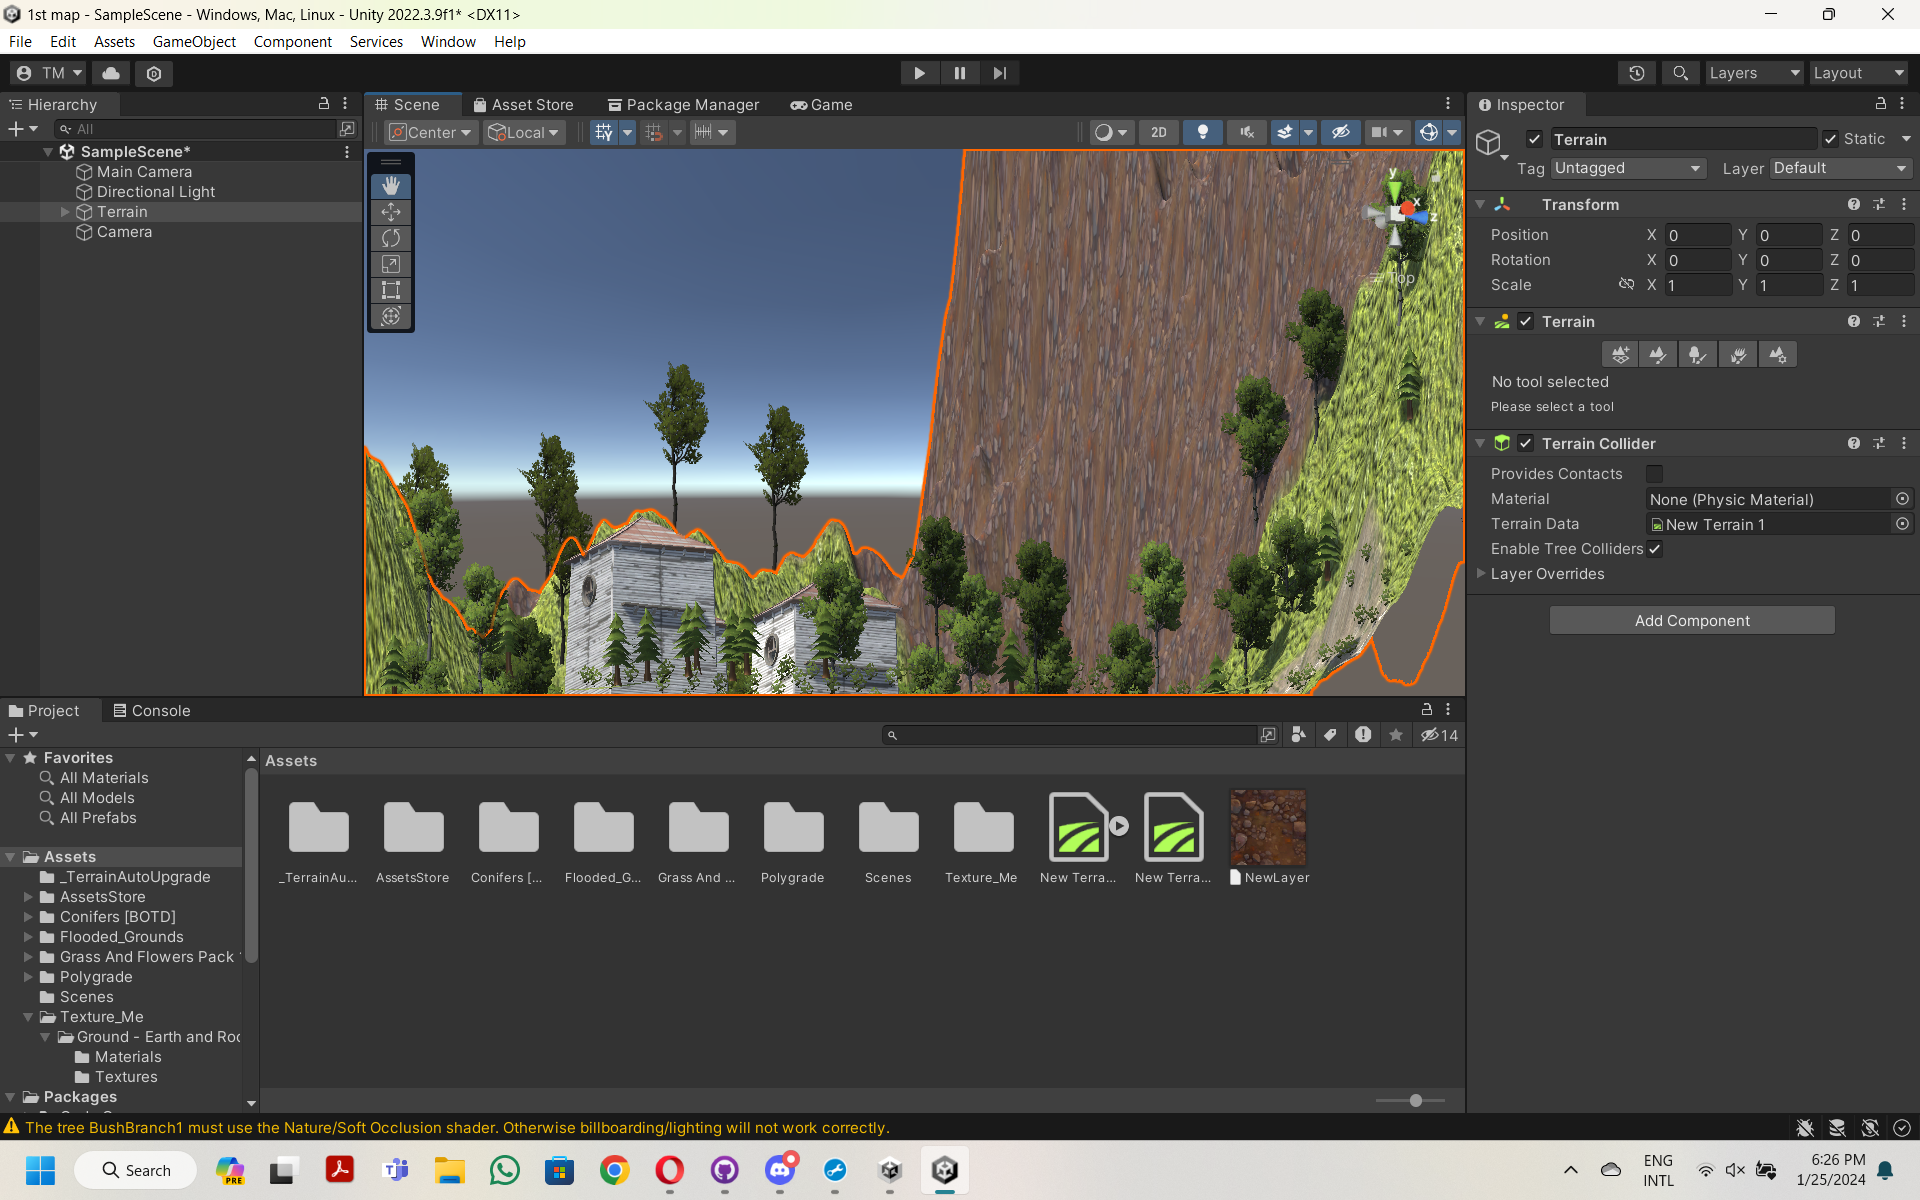 1st map - SampleScene - Windows, Mac, Linux - Unity 2022.3.9f1* <DX11>
File Edit Assets GameObject Component Services Window Help
TM
Layers Layout
Hierarchy
All
SampleScene*
Main Camera
Directional Light
Terrain
Camera
Scene Asset Store Package Manager Game
Center Local 2D
y
x
z
Top
Inspector
Terrain Static
Tag Untagged Layer Default
Transform
Position X 0 Y 0 Z 0
Rotation X 0 Y 0 Z 0
Scale X 1 Y 1 Z 1
Terrain
No tool selected
Please select a tool
Terrain Collider
Provides Contacts
Material None (Physic Material)
Terrain Data New Terrain 1
Enable Tree Colliders
Layer Overrides
Add Component
Project Console
14
Favorites
All Materials
All Models
All Prefabs
Assets
_TerrainAutoUpgrade
AssetsStore
Conifers [BOTD]
Flooded_Grounds
Grass And Flowers Pack
Polygrade
Scenes
Texture_Me
Ground - Earth and Roc
Materials
Textures
Packages
Assets
_TerrainAu... AssetsStore Conifers [... Flooded_G... Grass And ... Polygrade Scenes Texture_Me New Terra... New Terra... NewLayer
The tree BushBranch1 must use the Nature/Soft Occlusion shader. Otherwise billboarding/lighting will not work correctly.
Search
PRE
ENG
INTL
6:26 PM
1/25/2024